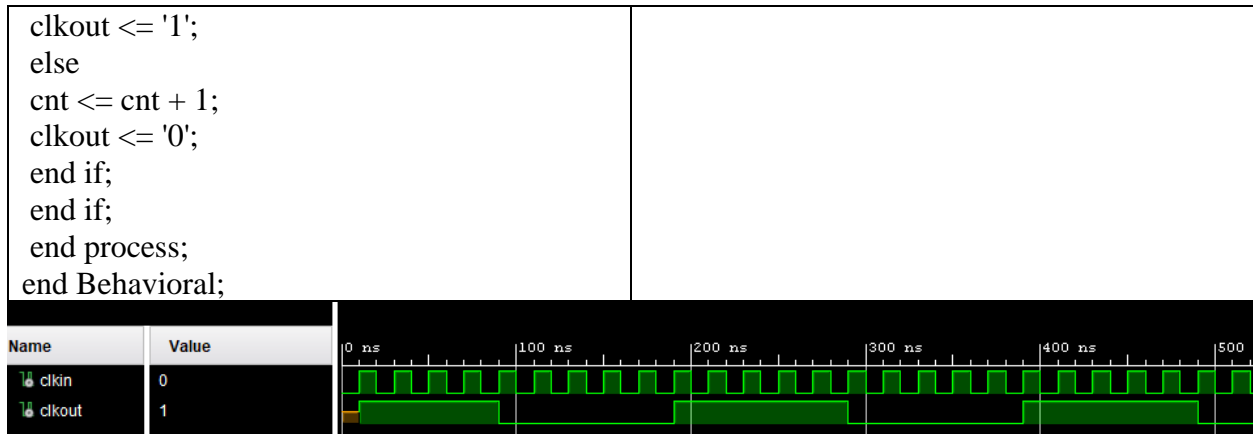 clkout <= '1';
else
cnt <= cnt + 1;
clkout <= '0';
end if;
end if;
end process;
end Behavioral;
Name Value 0 ns 100 ns 200 ns 300 ns 400 ns 500
clkin 0
clkout 1